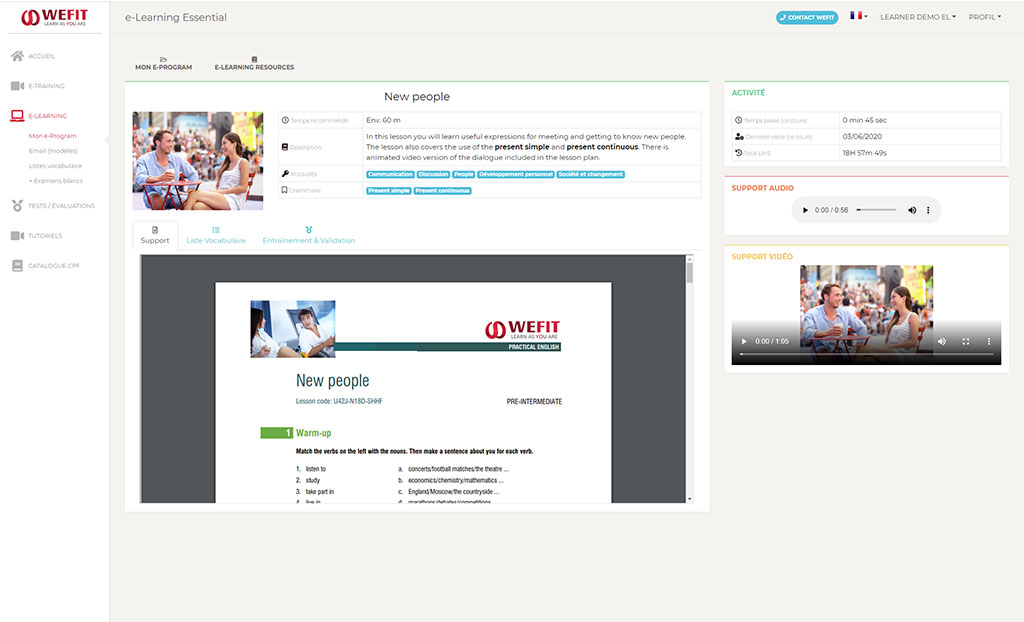 WEFIT
LEARN AS YOU ARE
e-Learning Essential
CONTACT WEFIT
LEARNER DEMO EL
PROFIL
ACCUEIL
E-TRAINING
E-LEARNING
Mon e-Program
Email (modèles)
Listes vocabulaire
+ Examens blancs
TESTS / ÉVALUATIONS
TUTORIELS
CATALOGUE CPF
MON E-PROGRAM
E-LEARNING RESOURCES
New people
Temps recommandé
Env. 60 m
Description
In this lesson you will learn useful expressions for meeting and getting to know new people.
The lesson also covers the use of the present simple and present continuous. There is
animated video version of the dialogue included in the lesson plan.
Mots-clés
Communication Discussion People Développement personnel Société et changement
Grammaire
Present simple Present continuous
Support
Liste Vocabulaire
Entraînement & Validation
WEFIT
LEARN AS YOU ARE
PRACTICAL ENGLISH
New people
Lesson code: U42J-N18D-SHHF
PRE-INTERMEDIATE
1 Warm-up
Match the verbs on the left with the nouns. Then make a sentence about you for each verb.
1. listen to a. concerts/football matches/the theatre ...
2. study b. economics/chemistry/mathematics ...
3. take part in c. England/Moscow/the countryside ...
4. live in d. marathons/debates/competitions
ACTIVITÉ
Temps passé (ce cours) 0 min 45 sec
Dernière visite (ce cours) 03/06/2020
Total LMS 18H 57m 49s
SUPPORT AUDIO
0:00 / 0:56
SUPPORT VIDÉO
0:00 / 1:05